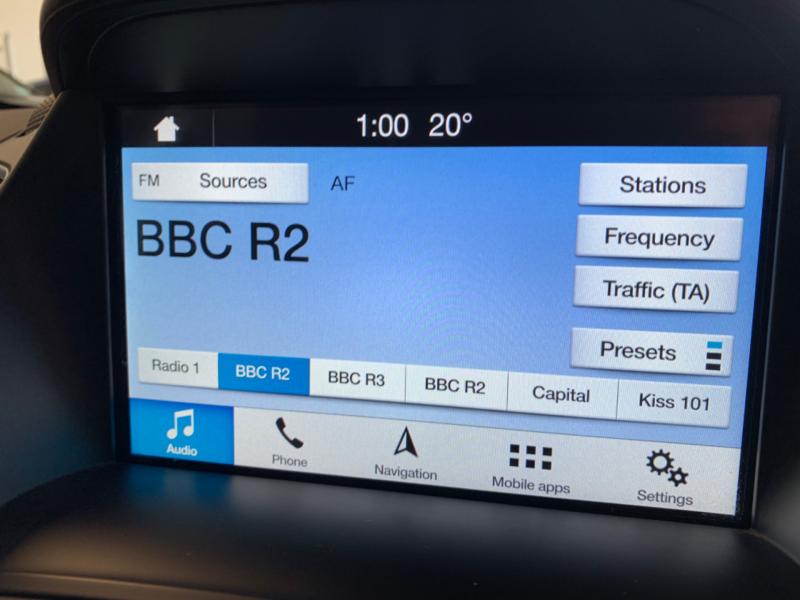 1:00 20°
FM Sources AF Stations
BBC R2
Frequency
Traffic (TA)
Presets
Radio 1 BBC R2 BBC R3 BBC R2 Capital Kiss 101
Audio Phone Navigation Mobile apps Settings